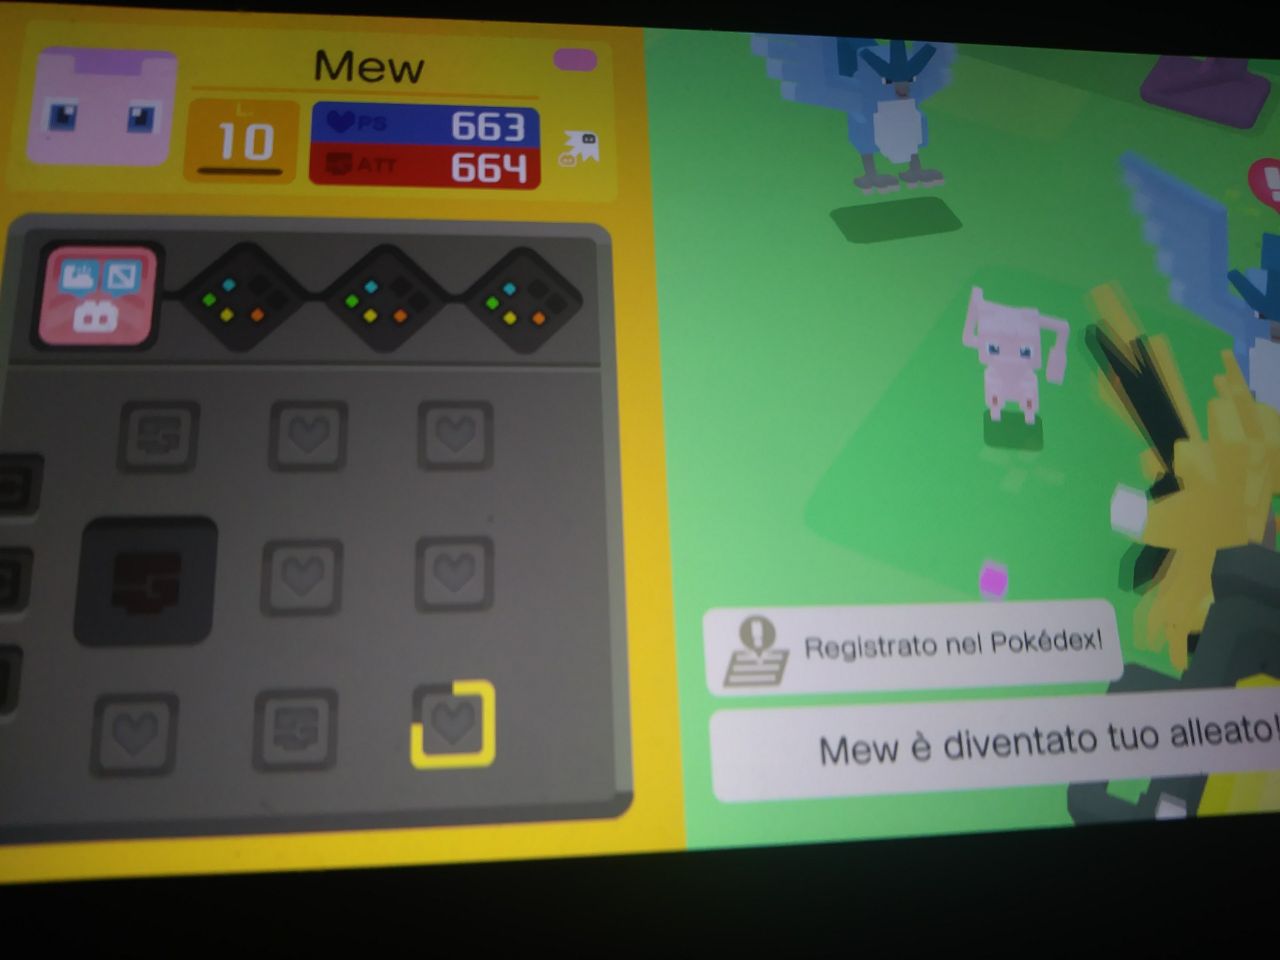 Mew
L.
10
PS 663
ATT 664
Registrato nel Pokédex!
Mew è diventato tuo alleato!